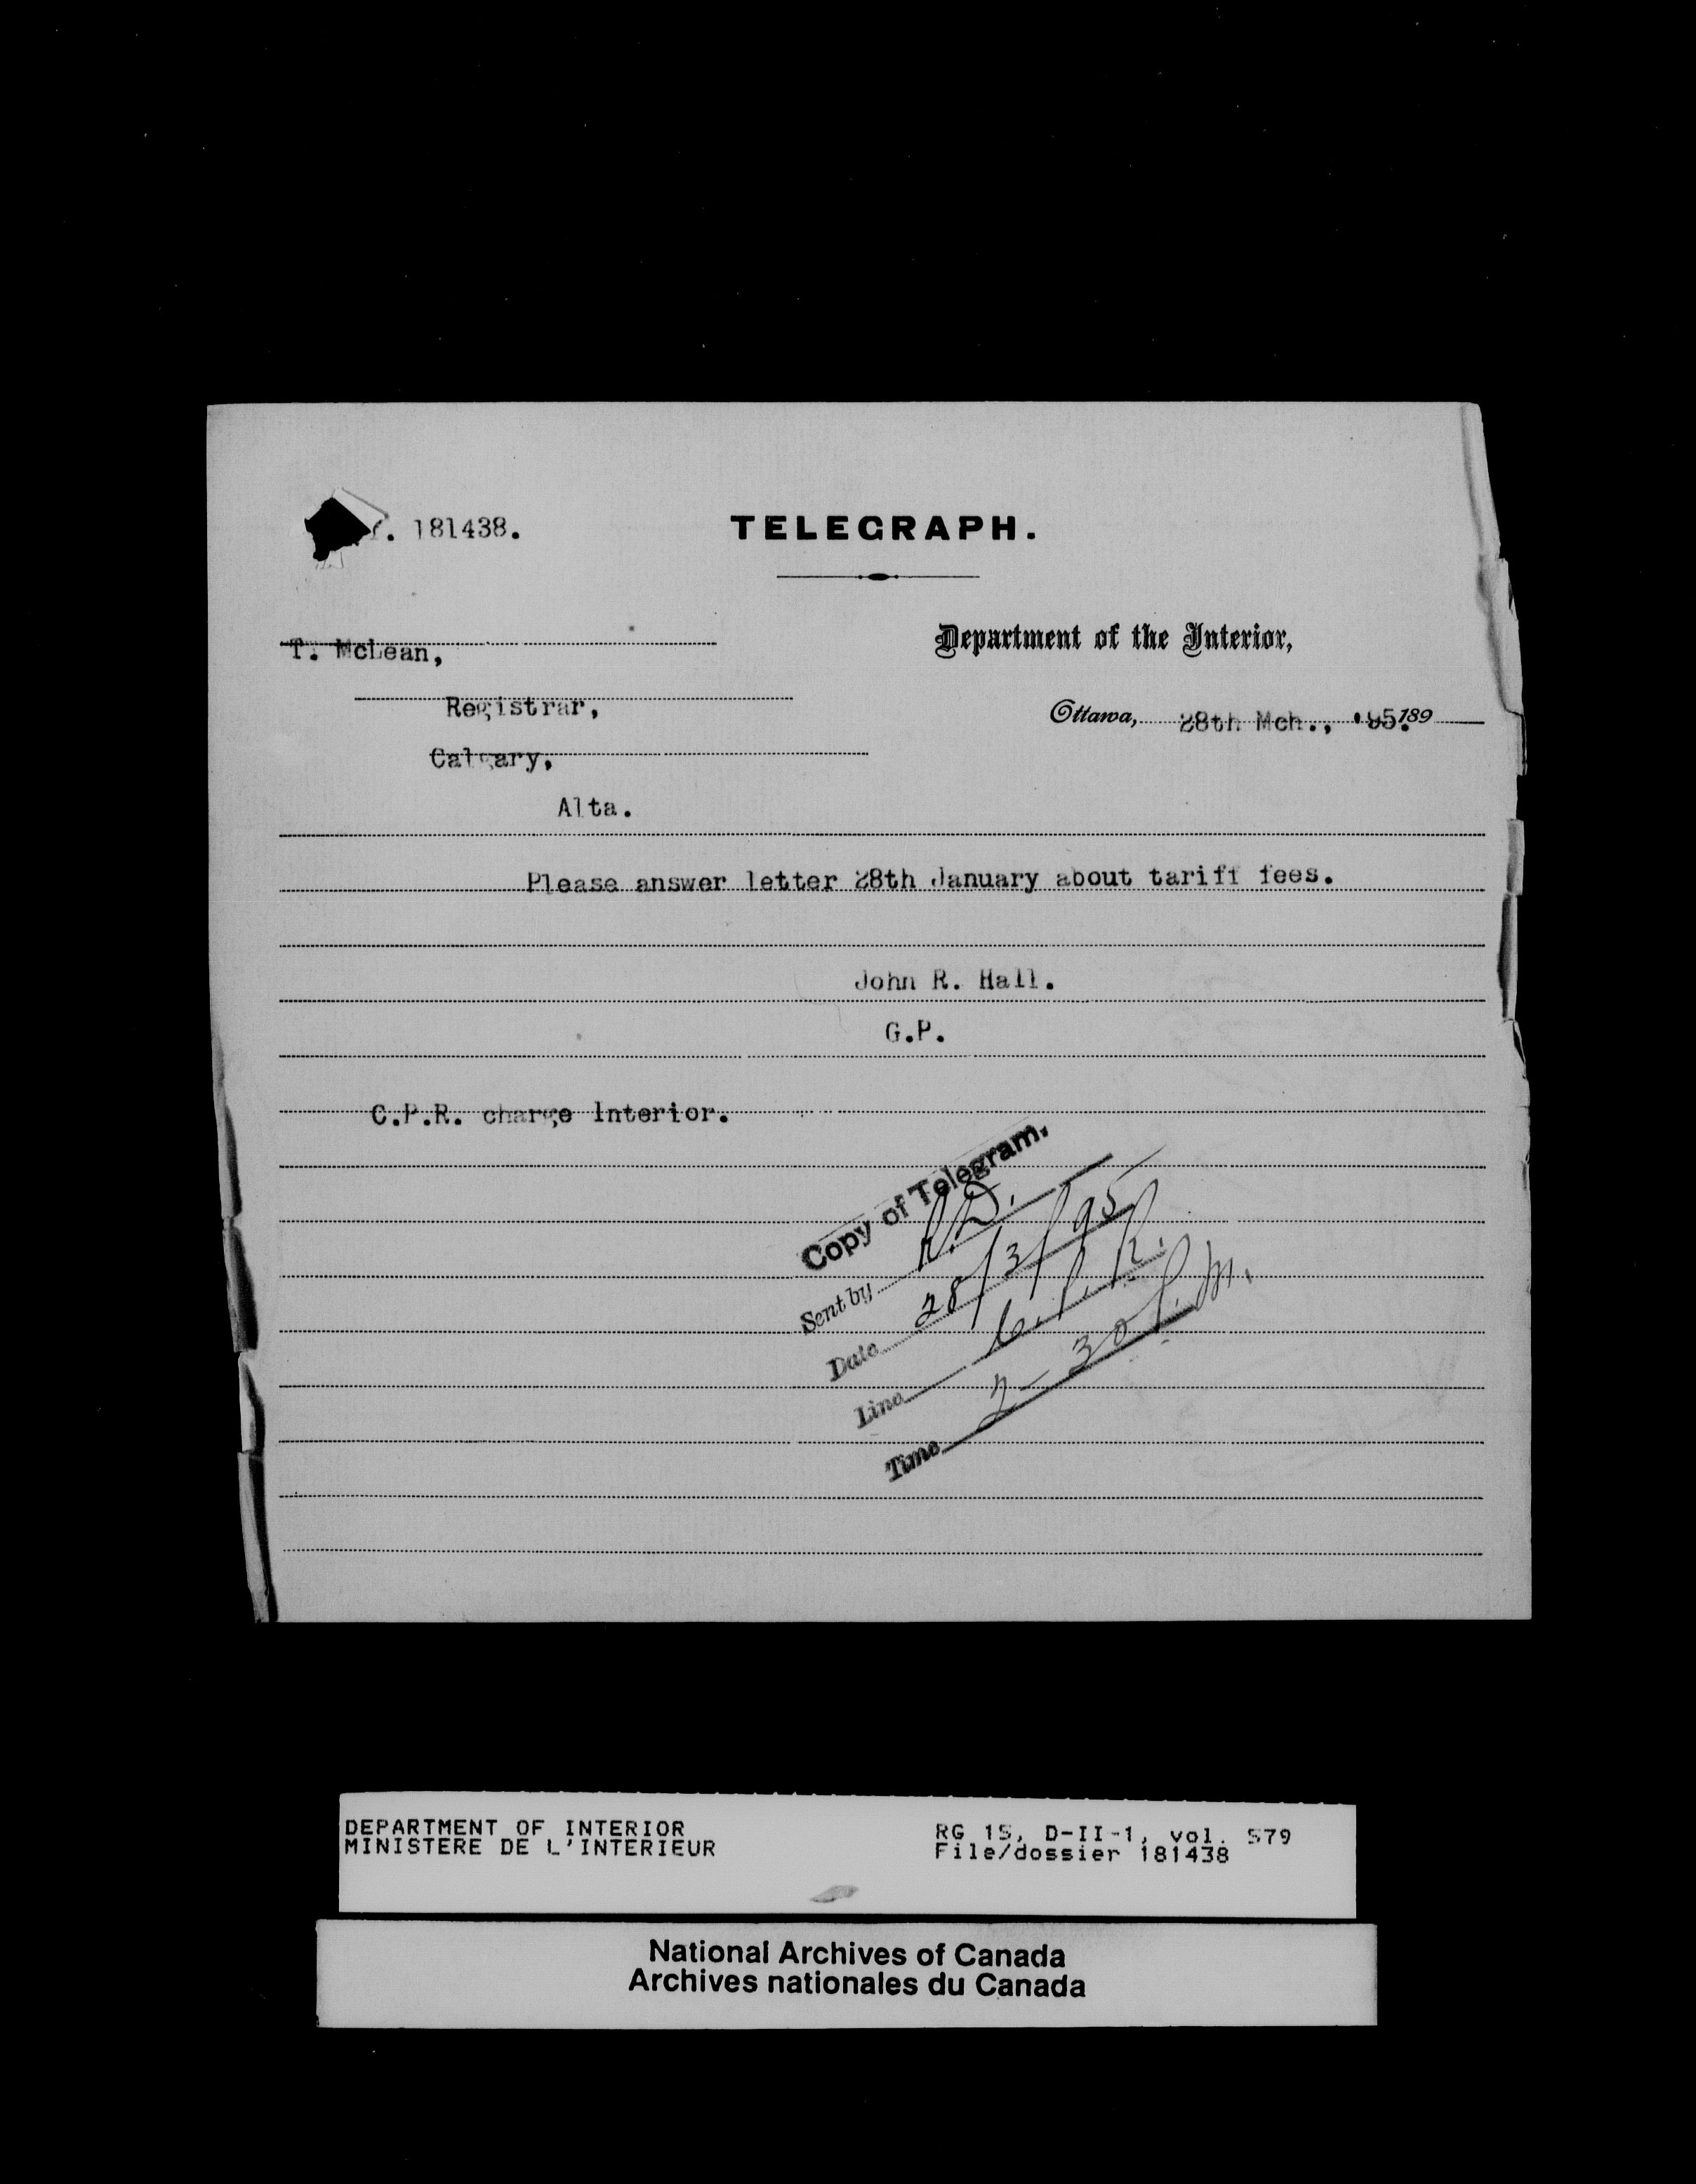 . 181438.
TELEGRAPH.
T. McLean,
Department of the Interior,
Registrar,
Ottawa, 28th Mch., '95. 189
Calgary,
Alta.
Please answer letter 28th January about tariff fees.
John R. Hall.
G.P.
C.P.R. charge Interior.
Copy of Telegram.
Sent by
Date 28/3/95
Line C.P.R.
Time 2-30 P.M.
DEPARTMENT OF INTERIOR
MINISTERE DE L'INTERIEUR
RG 15, D-II-1, vol. 579
File/dossier 181438
National Archives of Canada
Archives nationales du Canada